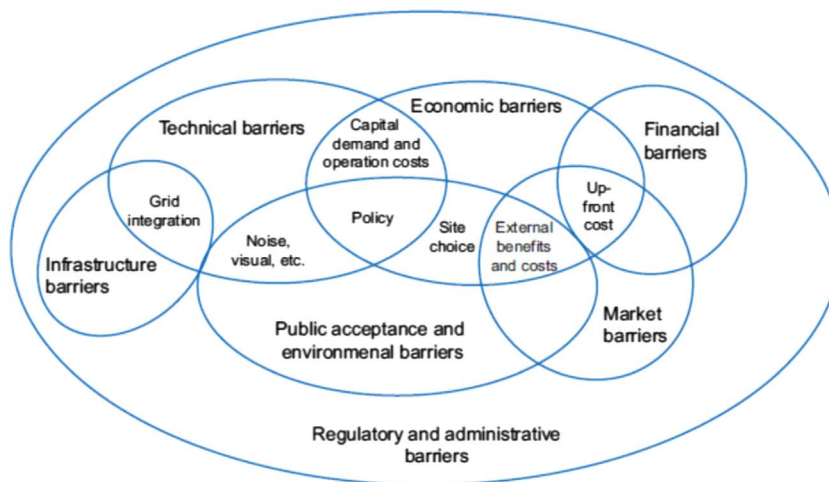 Economic barriers
Technical barriers
Capital
demand and
operation costs
Financial
barriers
Grid
integration
Up-
front
cost
Policy
Site
choice
External
benefits
and costs
Noise,
visual, etc.
Infrastructure
barriers
Market
barriers
Public acceptance and
environmenal barriers
Regulatory and administrative
barriers